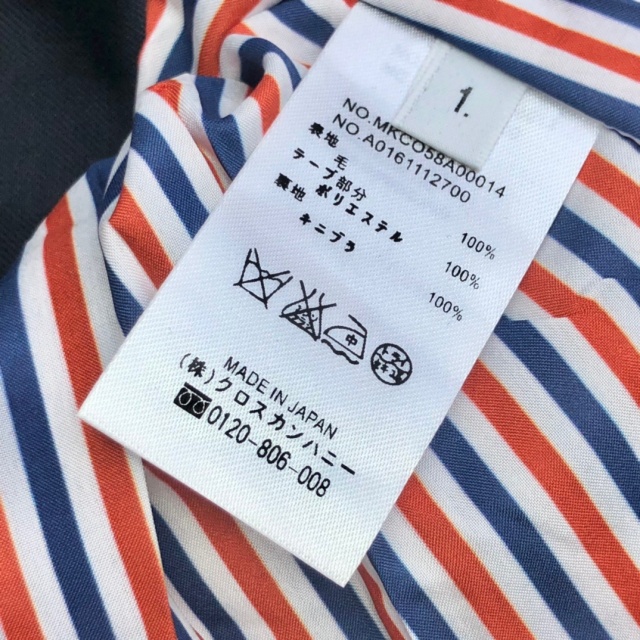 1.
NO.MRKCO58A00014
NO.A0161112700
表地
毛 100%
テープ部分
ポリエステル 100%
裏地
キュプラ 100%
中
MADE IN JAPAN
(株)クロスカンパニー
0120-806-008